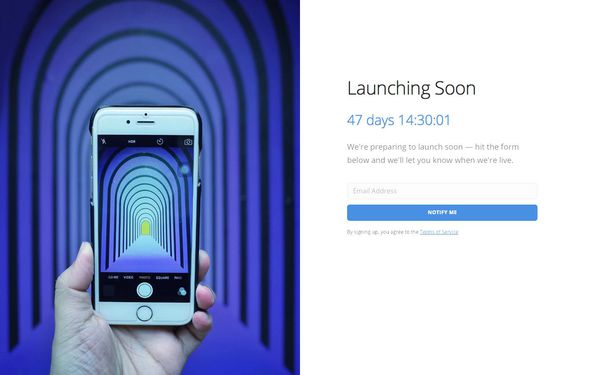 HDR
Launching Soon
47 days 14:30:01
We're preparing to launch soon — hit the form
below and we'll let you know when we're live.
Email Address
NOTIFY ME
By signing up, you agree to the Terms of Service
VIDEO PHOTO SQUARE PANO